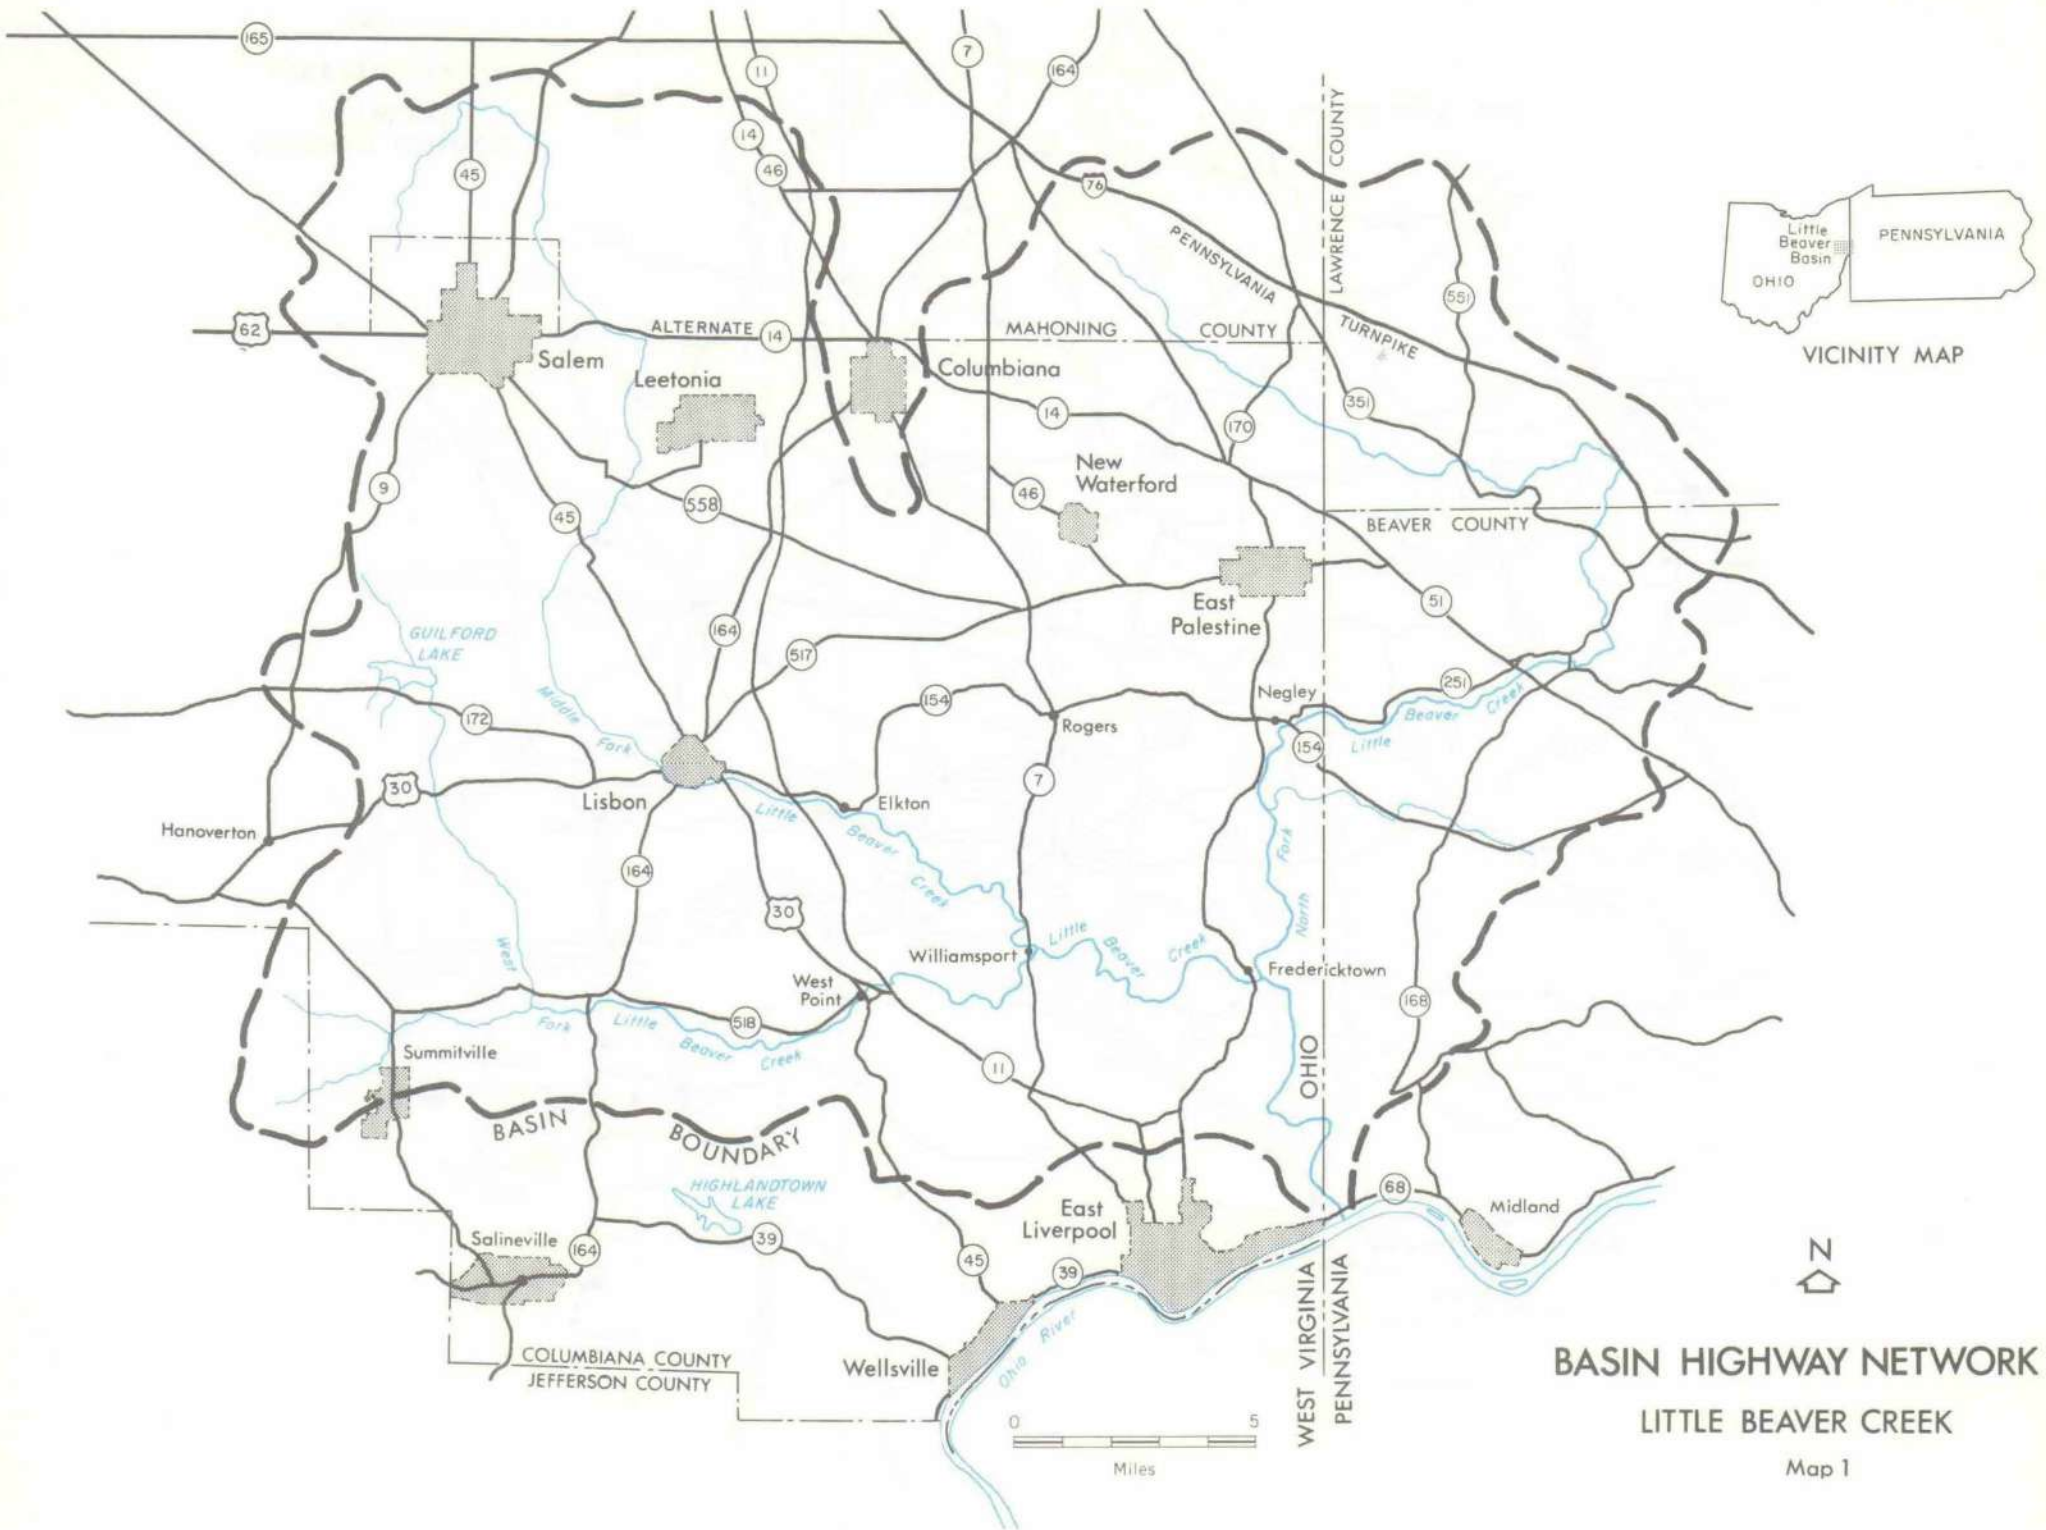 165
11
7
164
14
45
46
76
LAWRENCE COUNTY
PENNSYLVANIA
TURNPIKE
551
Little
Beaver
Basin
OHIO
PENNSYLVANIA
VICINITY MAP
62
ALTERNATE
14
MAHONING COUNTY
Salem
Leetonia
Columbiana
14
351
170
New
Waterford
9
45
558
46
BEAVER COUNTY
East
Palestine
51
164
517
GUILFORD
LAKE
Middle
Fork
172
154
Rogers
Negley
251
Little Beaver Creek
154
30
Lisbon
Little
Beaver
Creek
Elkton
7
Hanoverton
164
30
North
Fork
West
Fork
Little
Beaver
Creek
West
Point
Williamsport
Little
Beaver
Creek
Fredericktown
168
518
Summitville
11
OHIO
BASIN
BOUNDARY
HIGHLANDTOWN
LAKE
East
Liverpool
68
Midland
Salineville
164
39
45
39
Ohio River
WEST VIRGINIA
PENNSYLVANIA
Wellsville
COLUMBIANA COUNTY
JEFFERSON COUNTY
0 5
Miles
N
BASIN HIGHWAY NETWORK
LITTLE BEAVER CREEK
Map 1